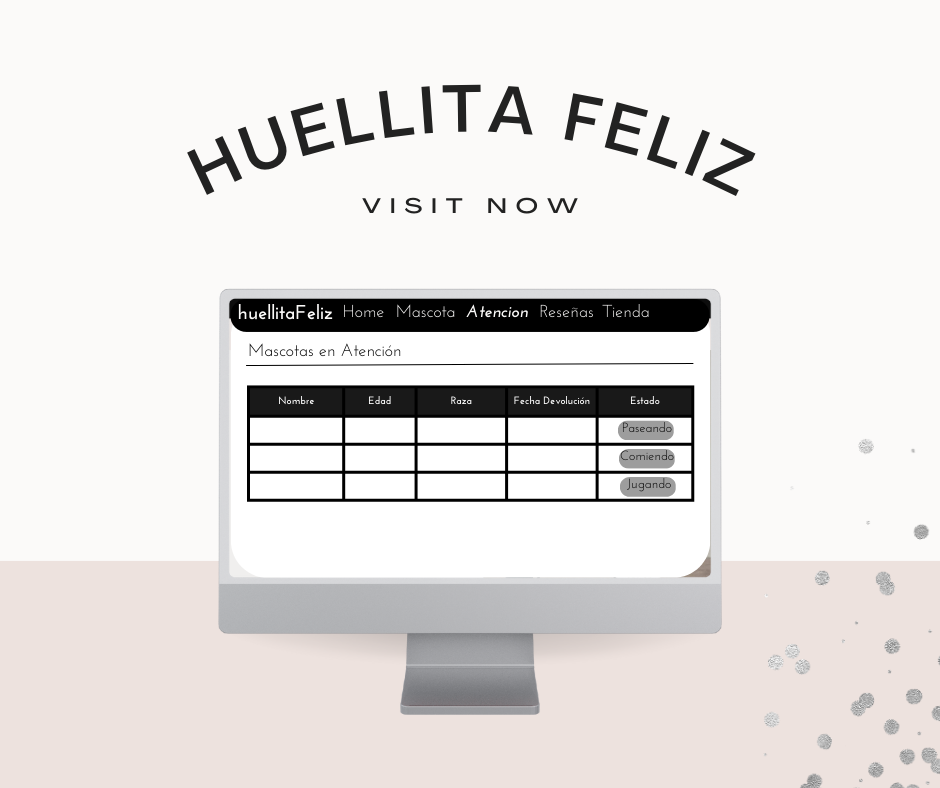 HUELLITA FELIZ
VISIT NOW
huellitaFeliz Home Mascota Atencion Reseñas Tienda
Mascotas en Atención
Nombre Edad Raza Fecha Devolución Estado
Paseando
Comiendo
Jugando